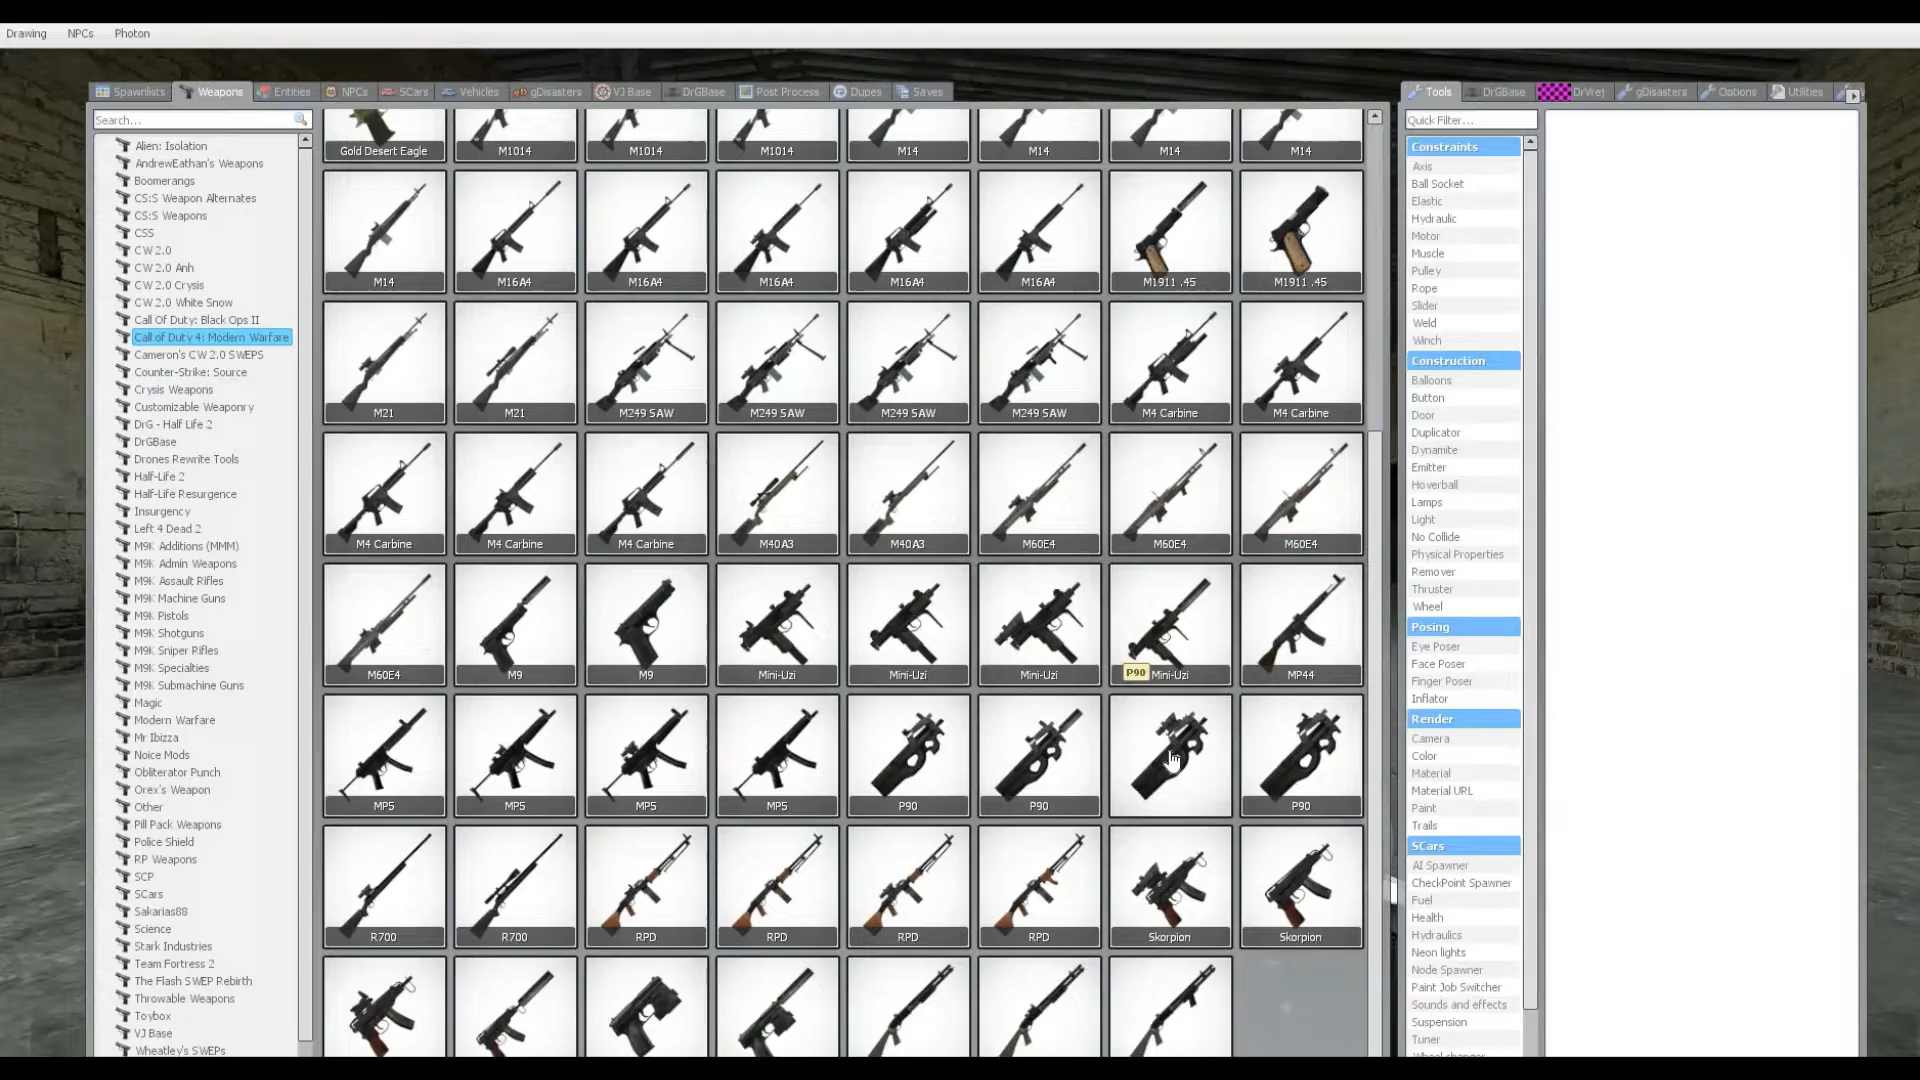 Drawing NPCs Photon
Spawnlists Weapons Entities NPCs SCars Vehicles gDisasters VJ Base DrGBase Post Process Dupes Saves
Tools DrGBase DrVrej gDisasters Options Utilities
Search...
Alien: Isolation
AndrewEathan's Weapons
Boomerangs
CS:S Weapon Alternates
CS:S Weapons
CSS
CW 2.0
CW 2.0 Anh
CW 2.0 Crysis
CW 2.0 White Snow
Call Of Duty: Black Ops II
Call of Duty 4: Modern Warfare
Cameron's CW 2.0 SWEPS
Counter-Strike: Source
Crysis Weapons
Customizable Weaponry
DrG - Half Life 2
DrGBase
Drones Rewrite Tools
Half-Life 2
Half-Life Resurgence
Insurgency
Left 4 Dead 2
M9K Additions (MMM)
M9K Admin Weapons
M9K Assault Rifles
M9K Machine Guns
M9K Pistols
M9K Shotguns
M9K Sniper Rifles
M9K Specialties
M9K Submachine Guns
Magic
Modern Warfare
Mr Ibizza
Noice Mods
Obliterator Punch
Orex's Weapon
Other
Pill Pack Weapons
Police Shield
RP Weapons
SCP
SCars
Sakarias88
Science
Stark Industries
Team Fortress 2
The Flash SWEP Rebirth
Throwable Weapons
Toybox
VJ Base
Wheatley's SWEPs
Gold Desert Eagle M1014 M1014 M1014 M14 M14 M14 M14
M14 M16A4 M16A4 M16A4 M16A4 M16A4 M1911 .45 M1911 .45
M21 M21 M249 SAW M249 SAW M249 SAW M249 SAW M4 Carbine M4 Carbine
M4 Carbine M4 Carbine M4 Carbine M40A3 M40A3 M60E4 M60E4 M60E4
M60E4 M9 M9 Mini-Uzi Mini-Uzi Mini-Uzi P90 Mini-Uzi MP44
MP5 MP5 MP5 MP5 P90 P90 P90
R700 R700 RPD RPD RPD RPD Skorpion Skorpion
Quick Filter...
Constraints
Axis
Ball Socket
Elastic
Hydraulic
Motor
Muscle
Pulley
Rope
Slider
Weld
Winch
Construction
Balloons
Button
Door
Duplicator
Dynamite
Emitter
Hoverball
Lamps
Light
No Collide
Physical Properties
Remover
Thruster
Wheel
Posing
Eye Poser
Face Poser
Finger Poser
Inflator
Render
Camera
Color
Material
Material URL
Paint
Trails
SCars
AI Spawner
CheckPoint Spawner
Fuel
Health
Hydraulics
Neon lights
Node Spawner
Paint Job Switcher
Sounds and effects
Suspension
Tuner
Wheel changer